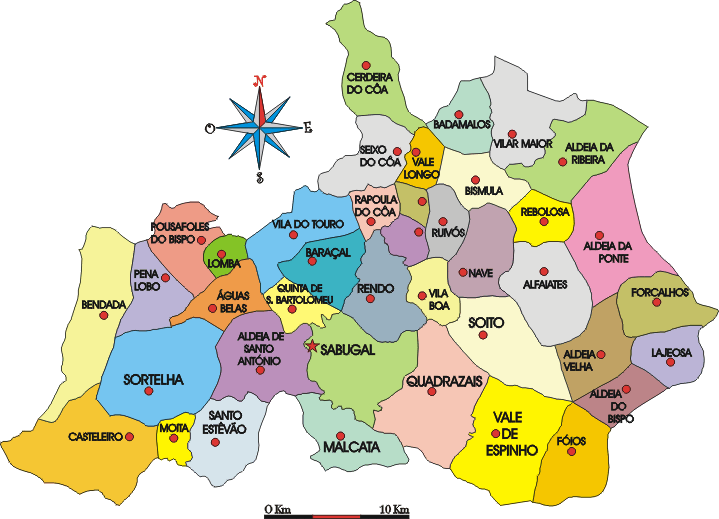 CERDEIRA
DO CÔA
N
O
E
S
BADAMALOS
VILAR MAIOR
SEIXO
DO CÔA
VALE
LONGO
ALDEIA DA
RIBEIRA
BISMULA
RAPOULA
DO CÔA
REBOLOSA
POUSAFOLES
DO BISPO
VILA DO TOURO
RUIVÓS
ALDEIA DA
PONTE
LOMBA
BARAÇAL
PENA
LOBO
NAVE
ALFAIATES
QUINTA DE
S. BARTOLOMEU
RENDO
VILA
BOA
FORCALHOS
BENDADA
ÁGUAS
BELAS
SOITO
ALDEIA DE
SANTO
ANTÓNIO
SABUGAL
ALDEIA
VELHA
LAJEOSA
SORTELHA
QUADRAZAIS
ALDEIA
DO
BISPO
CASTELEIRO
MOITA
SANTO
ESTÊVÃO
MALCATA
VALE
DE
ESPINHO
FÓIOS
0 Km
10 Km